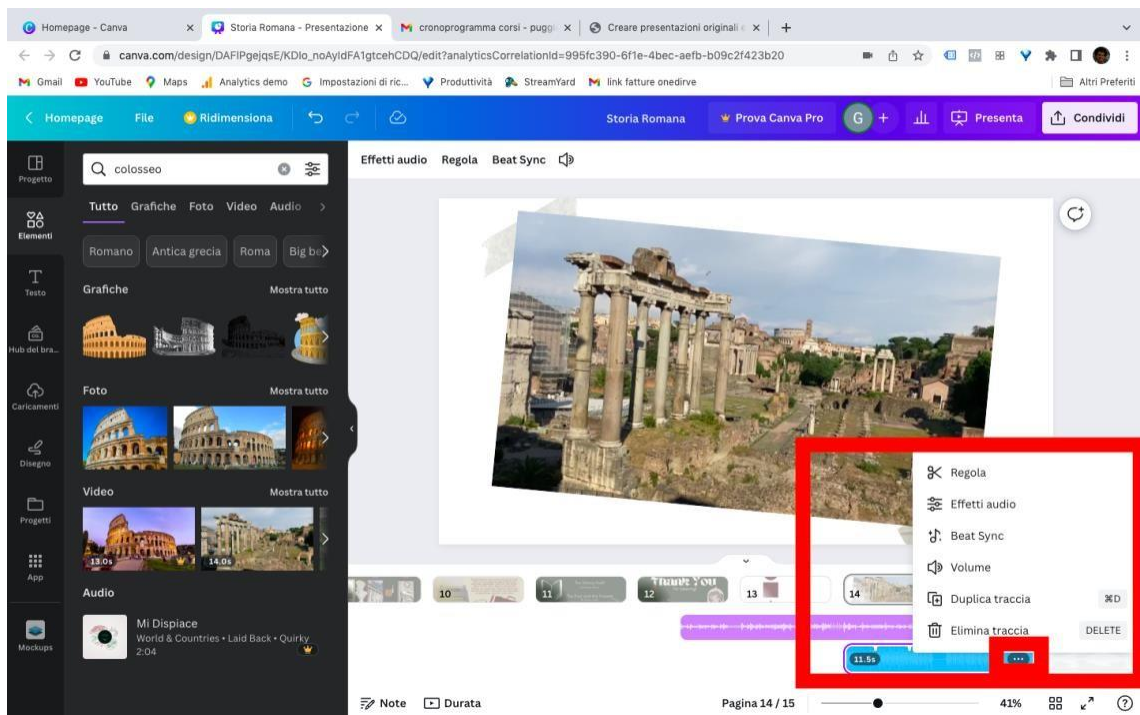 Homepage - Canva
Storia Romana - Presentazione
cronoprogramma corsi - puggi
Creare presentazioni originali e
canva.com/design/DAFlPgejqsE/KDlo_noAyIdFA1gtcehCDQ/edit?analyticsCorrelationId=995fc390-6f1e-4bec-aefb-b09c2f423b20
Gmail YouTube Maps Analytics demo Impostazioni di ric... Produttività StreamYard link fatture onedirve Altri Preferiti
Homepage File Ridimensiona Storia Romana Prova Canva Pro G + Presenta Condividi
Effetti audio Regola Beat Sync
Progetto
Elementi
Testo
Hub del bra...
Caricamenti
Disegno
Progetti
App
Mockups
colosseo
Tutto Grafiche Foto Video Audio
Romano Antica grecia Roma Big be
Grafiche Mostra tutto
Foto Mostra tutto
Video Mostra tutto
13.0s 14.0s
Audio
Mi Dispiace
World & Countries • Laid Back • Quirky
2:04
Regola
Effetti audio
Beat Sync
Volume
Duplica traccia ⌘D
Elimina traccia DELETE
10 11 12 Thank You 13 14
11.5s
Note Durata Pagina 14 / 15 41%